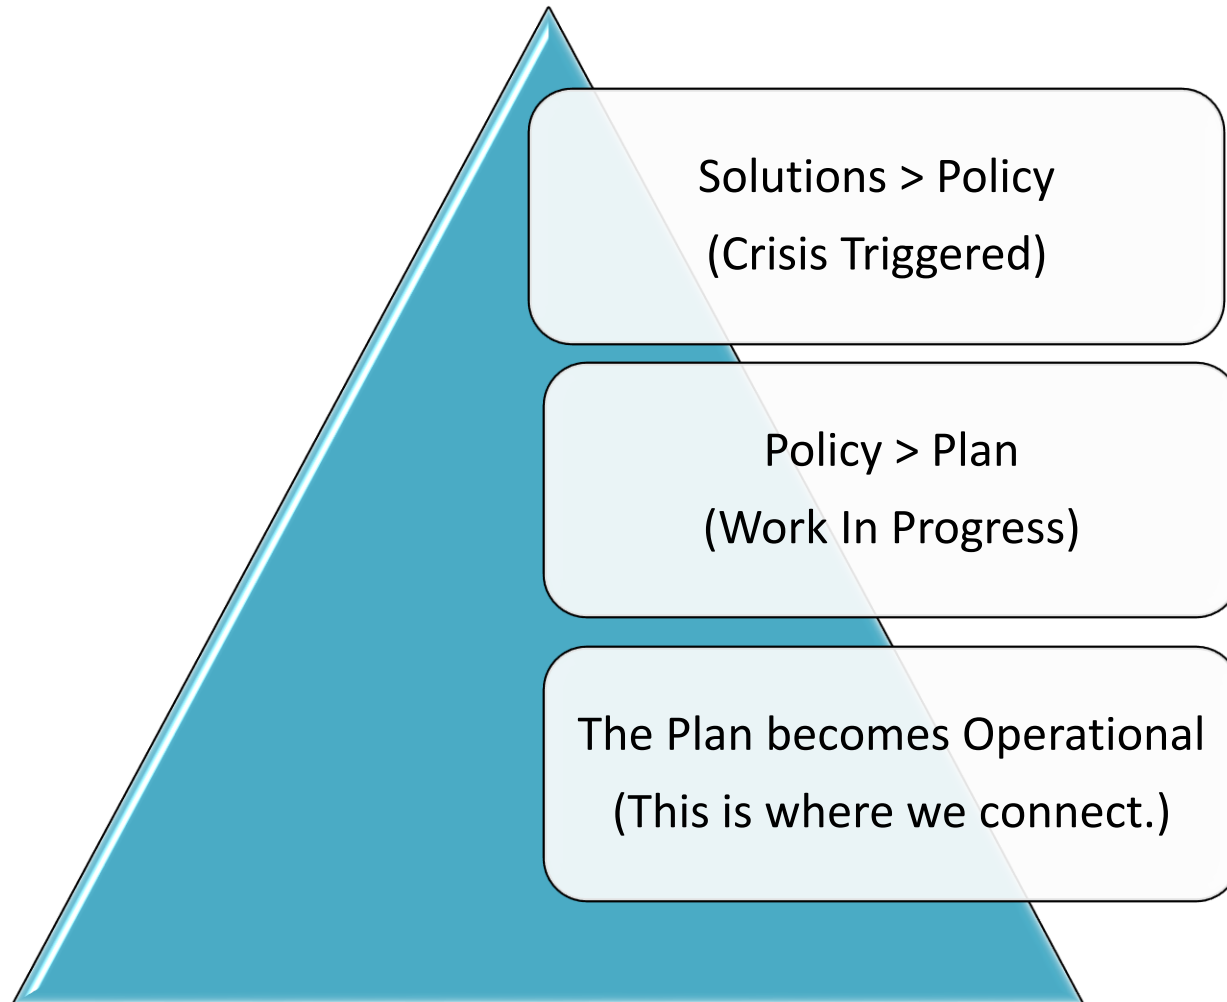 Solutions > Policy
(Crisis Triggered)
Policy > Plan
(Work In Progress)
The Plan becomes Operational
(This is where we connect.)